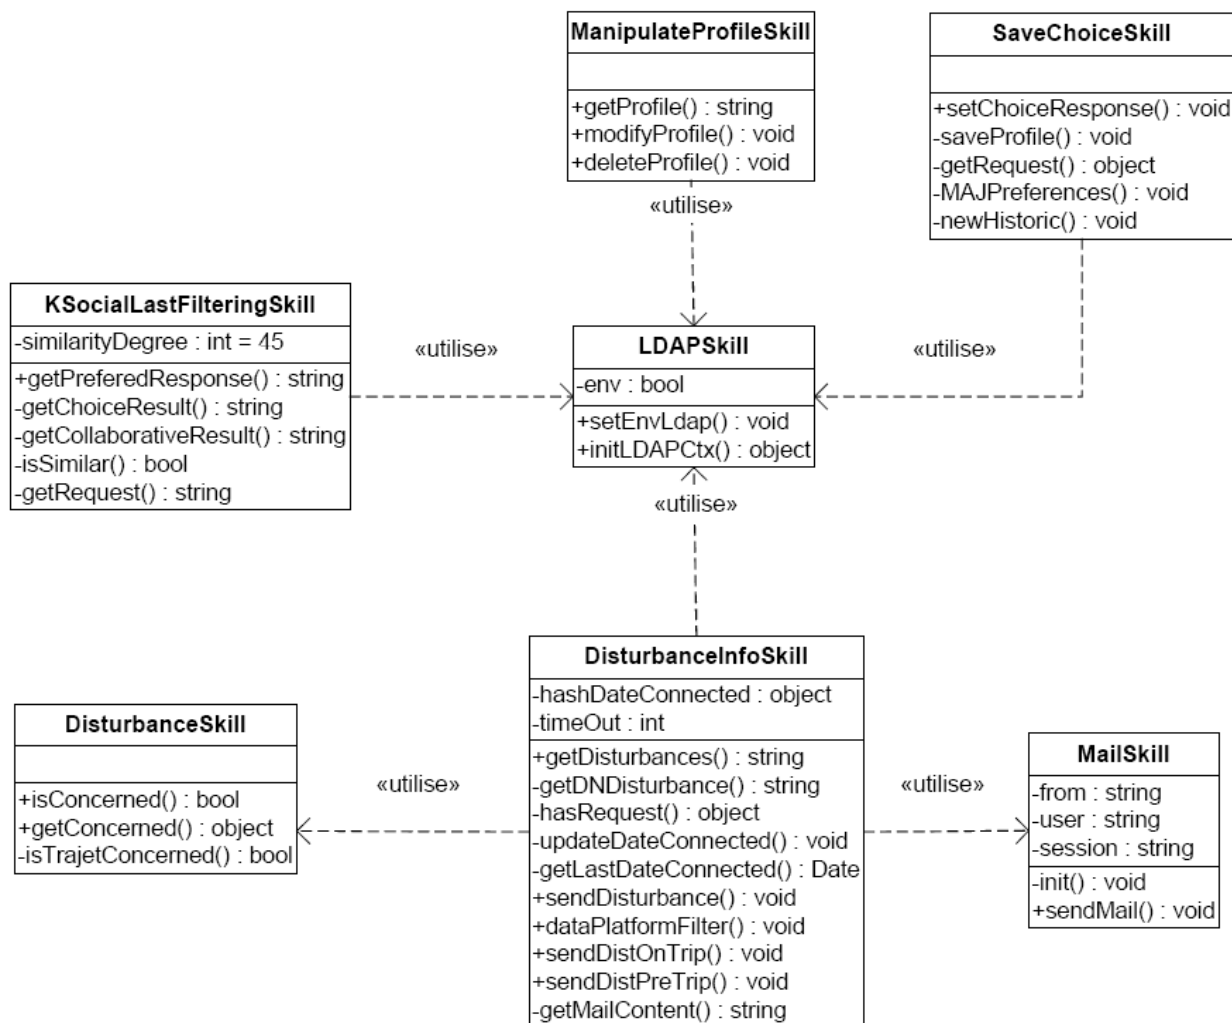 ManipulateProfileSkill
+getProfile() : string
+modifyProfile() : void
+deleteProfile() : void
SaveChoiceSkill
+setChoiceResponse() : void
-saveProfile() : void
-getRequest() : object
-MAJPreferences() : void
-newHistoric() : void
«utilise»
KSocialLastFilteringSkill
-similarityDegree : int = 45
+getPreferedResponse() : string
-getChoiceResult() : string
-getCollaborativeResult() : string
-isSimilar() : bool
-getRequest() : string
«utilise»
LDAPSkill
-env : bool
+setEnvLdap() : void
+initLDAPCtx() : object
«utilise»
«utilise»
DisturbanceInfoSkill
-hashDateConnected : object
-timeOut : int
+getDisturbances() : string
-getDNDisturbance() : string
-hasRequest() : object
-updateDateConnected() : void
-getLastDateConnected() : Date
+sendDisturbance() : void
+dataPlatformFilter() : void
+sendDistOnTrip() : void
+sendDistPreTrip() : void
-getMailContent() : string
DisturbanceSkill
+isConcerned() : bool
+getConcerned() : object
-isTrajetConcerned() : bool
«utilise»
«utilise»
MailSkill
-from : string
-user : string
-session : string
-init() : void
+sendMail() : void